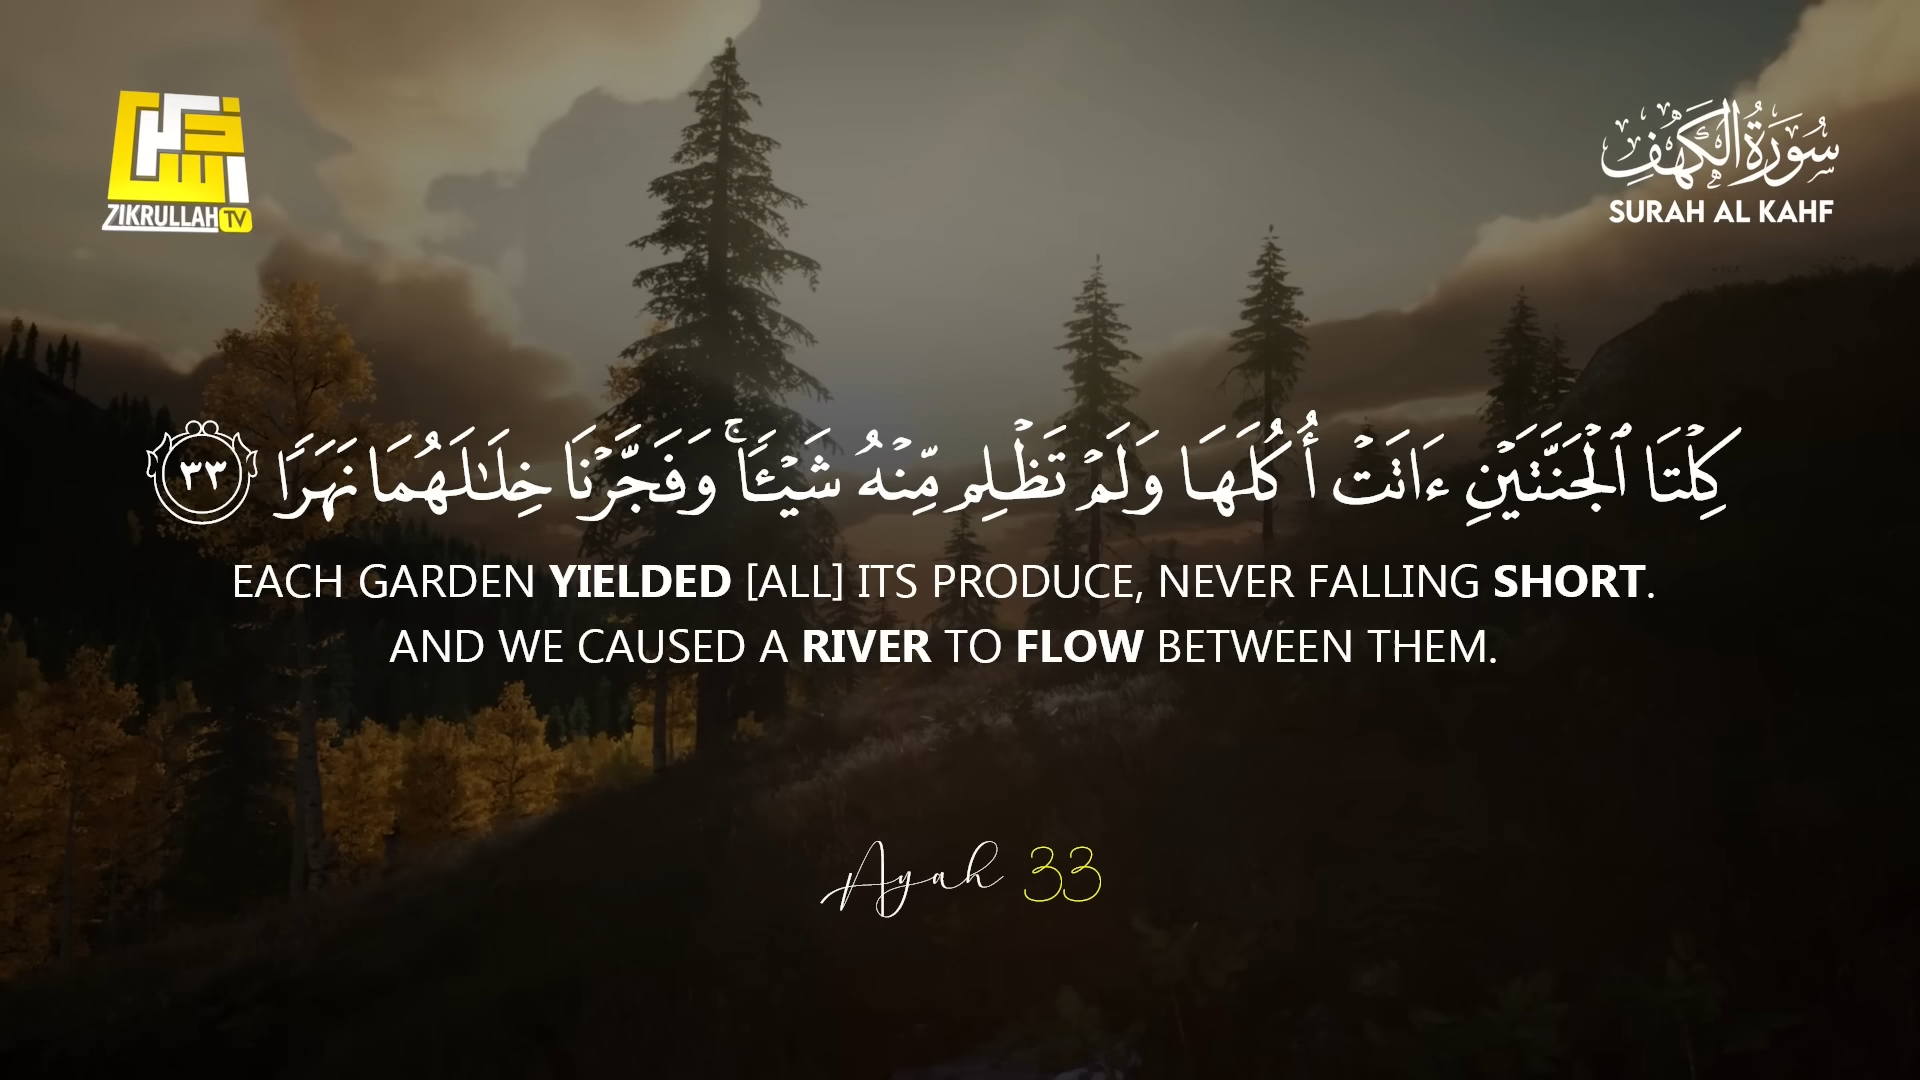 ZIKRULLAH TV
سُورَةُ الكَهْفِ
SURAH AL KAHF
كِلْتَا ٱلْجَنَّتَيْنِ ءَاتَتْ أُكُلَهَا وَلَمْ تَظْلِم مِّنْهُ شَيْـًٔا ۚ وَفَجَّرْنَا خِلَـٰلَهُمَا نَهَرًا ٣٣
EACH GARDEN YIELDED [ALL] ITS PRODUCE, NEVER FALLING SHORT.
AND WE CAUSED A RIVER TO FLOW BETWEEN THEM.
Ayah 33